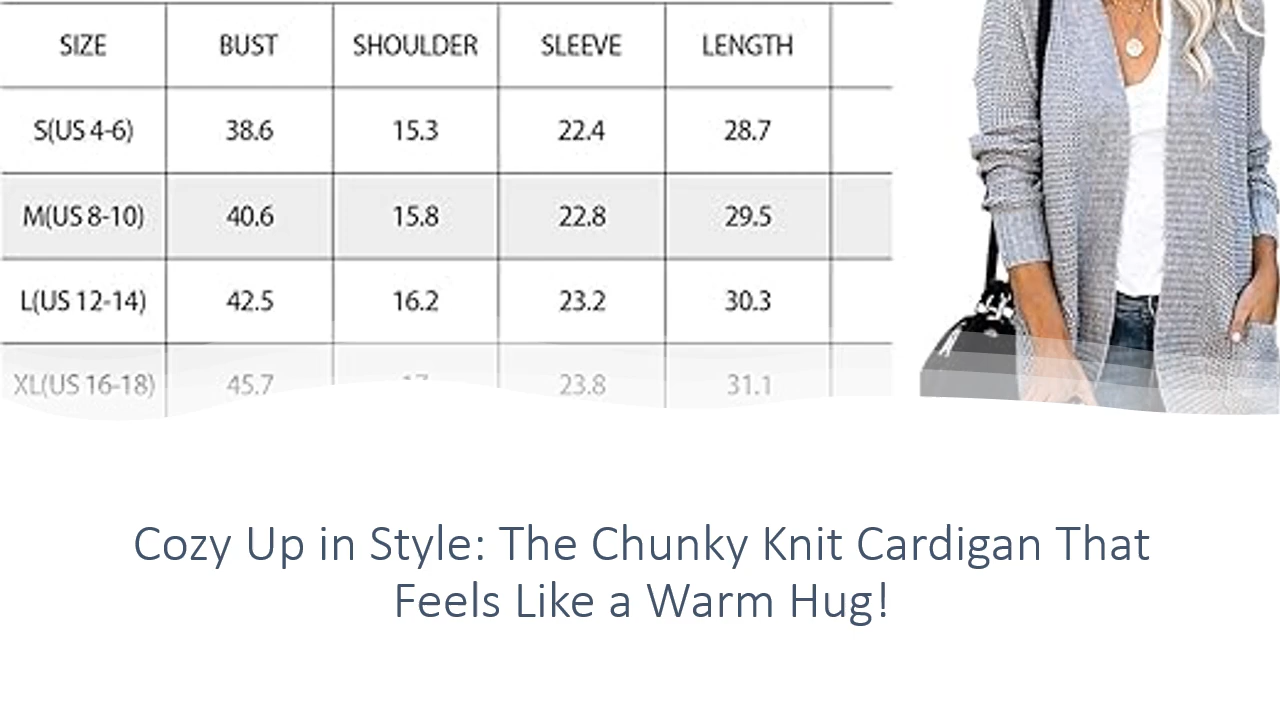 SIZE BUST SHOULDER SLEEVE LENGTH
S(US 4-6) 38.6 15.3 22.4 28.7
M(US 8-10) 40.6 15.8 22.8 29.5
L(US 12-14) 42.5 16.2 23.2 30.3
XL(US 16-18) 45.7 17 23.8 31.1
Cozy Up in Style: The Chunky Knit Cardigan That
Feels Like a Warm Hug!